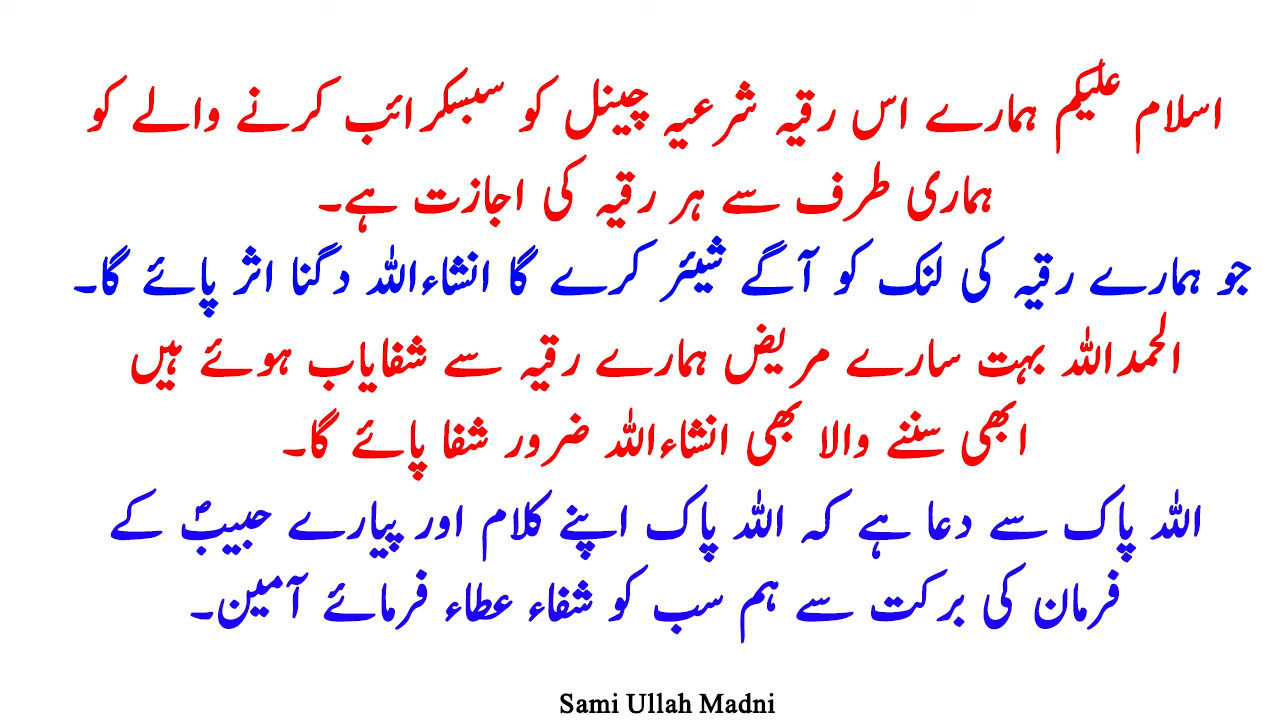 اسلام علیکم ہمارے اس رقیہ شرعیہ چینل کو سبسکرائب کرنے والے کو
ہماری طرف سے ہر رقیہ کی اجازت ہے۔
جو ہمارے رقیہ کی لنک کو آگے شیئر کرے گا انشاءاللہ دگنا اثر پائے گا۔
الحمداللہ بہت سارے مریض ہمارے رقیہ سے شفایاب ہوئے ہیں
ابھی سننے والا بھی انشاءاللہ ضرور شفا پائے گا۔
اللہ پاک سے دعا ہے کہ اللہ پاک اپنے کلام اور پیارے حبیبؐ کے
فرمان کی برکت سے ہم سب کو شفاء عطاء فرمائے آمین۔
Sami Ullah Madni